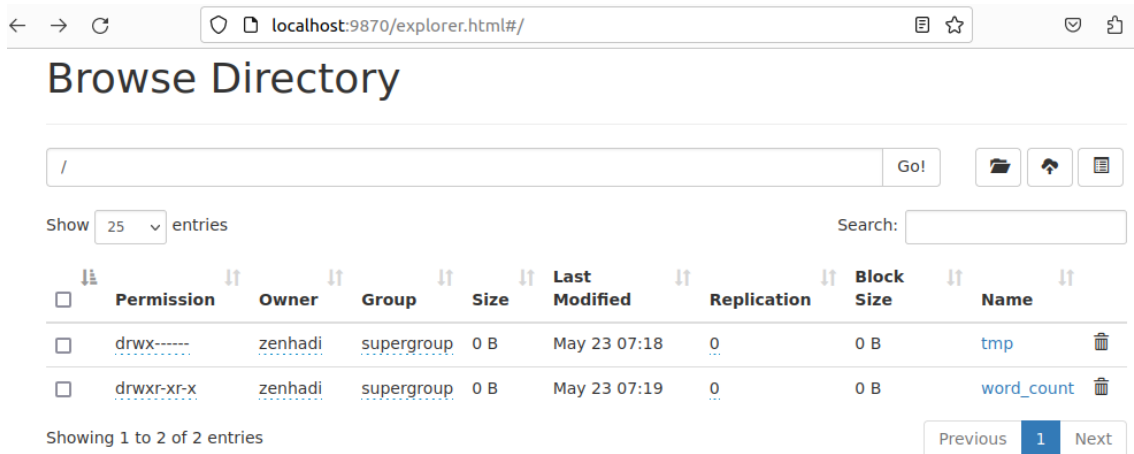 localhost:9870/explorer.html#/
Browse Directory
/ Go!
Show 25 entries Search:
Permission Owner Group Size Last Modified Replication Block Size Name
drwx------ zenhadi supergroup 0 B May 23 07:18 0 0 B tmp
drwxr-xr-x zenhadi supergroup 0 B May 23 07:19 0 0 B word_count
Showing 1 to 2 of 2 entries Previous 1 Next